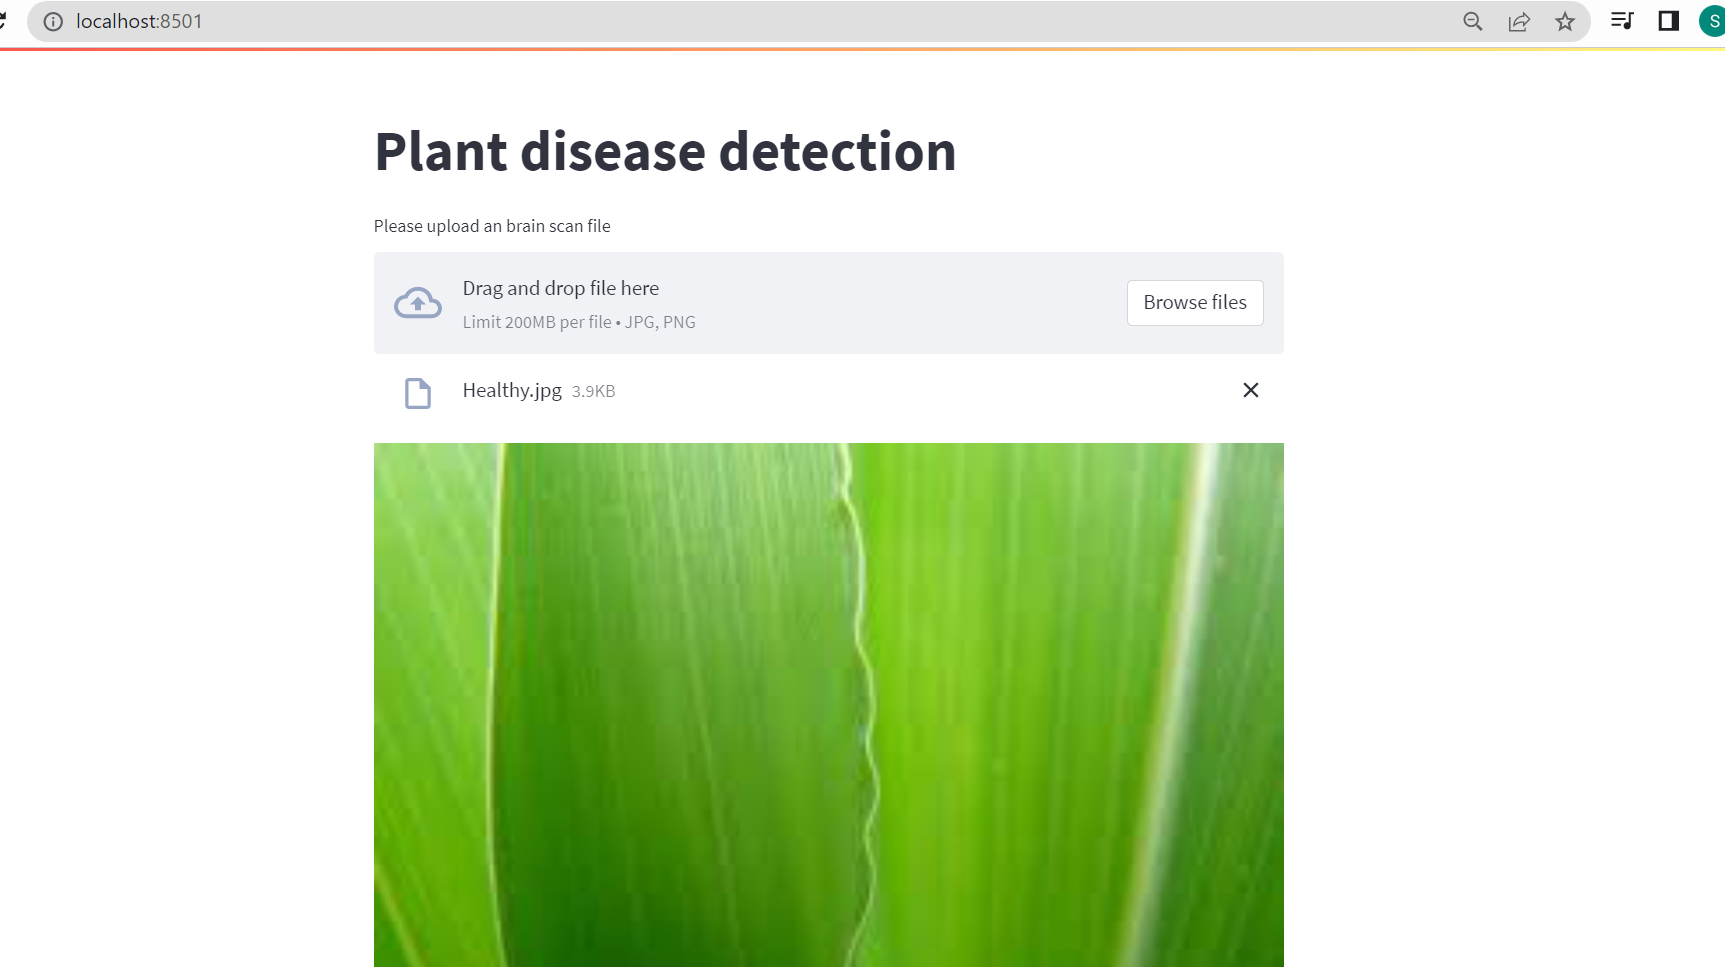 localhost:8501
S
Plant disease detection
Please upload an brain scan file
Drag and drop file here
Limit 200MB per file • JPG, PNG
Browse files
Healthy.jpg 3.9KB